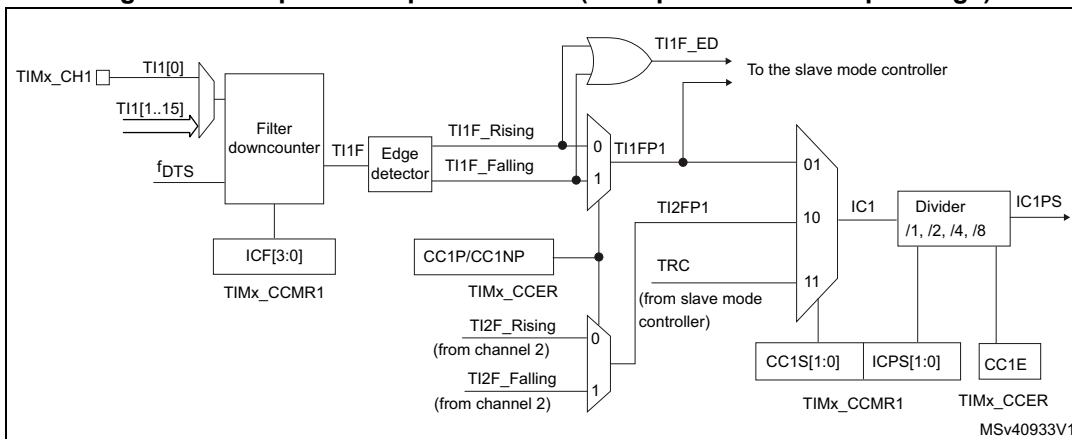 TI1F_ED
To the slave mode controller
TIMx_CH1
TI1[0]
TI1[1..15]
fDTS
Filter
downcounter
TI1F
Edge
detector
TI1F_Rising
TI1F_Falling
0
1
TI1FP1
01
TI2FP1
10
IC1
Divider
/1, /2, /4, /8
IC1PS
ICF[3:0]
TIMx_CCMR1
CC1P/CC1NP
TIMx_CCER
TRC
11
(from slave mode
controller)
TI2F_Rising
0
(from channel 2)
TI2F_Falling
1
(from channel 2)
CC1S[1:0]
ICPS[1:0]
CC1E
TIMx_CCMR1
TIMx_CCER
MSv40933V1